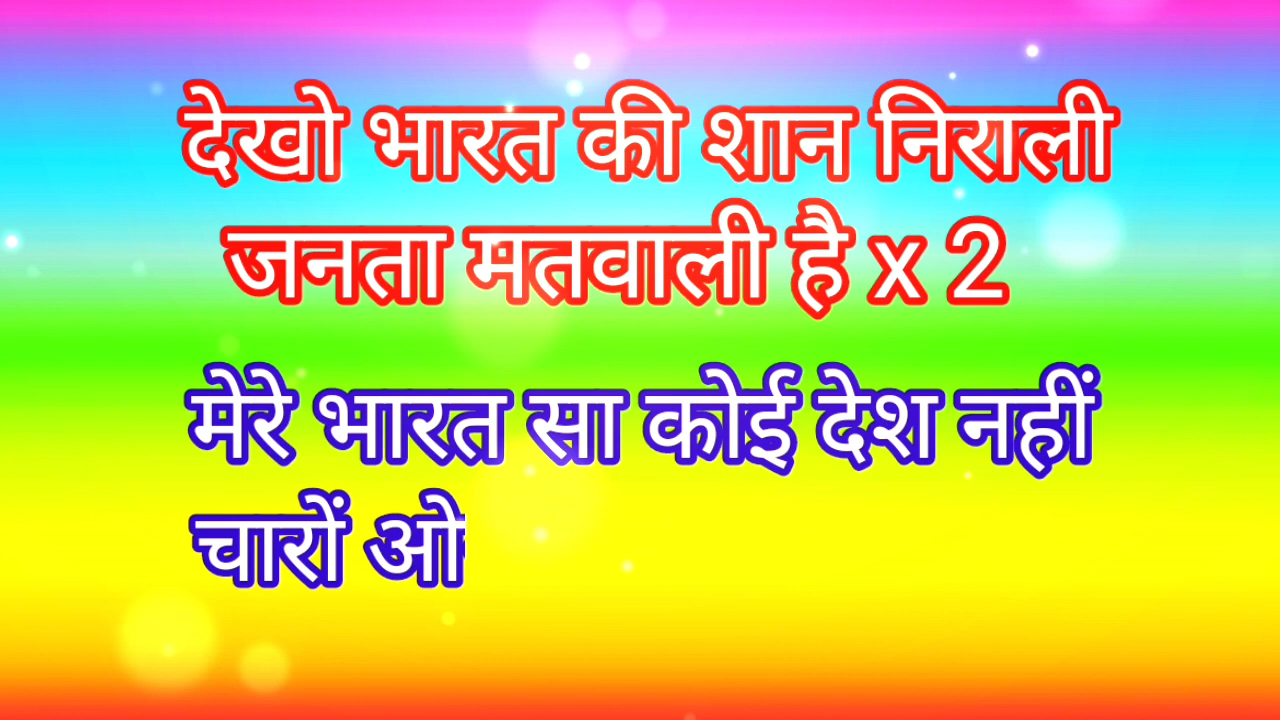 देखो भारत की शान निराली
जनता मतवाली है x 2
मेरे भारत सा कोई देश नहीं
चारों ओ